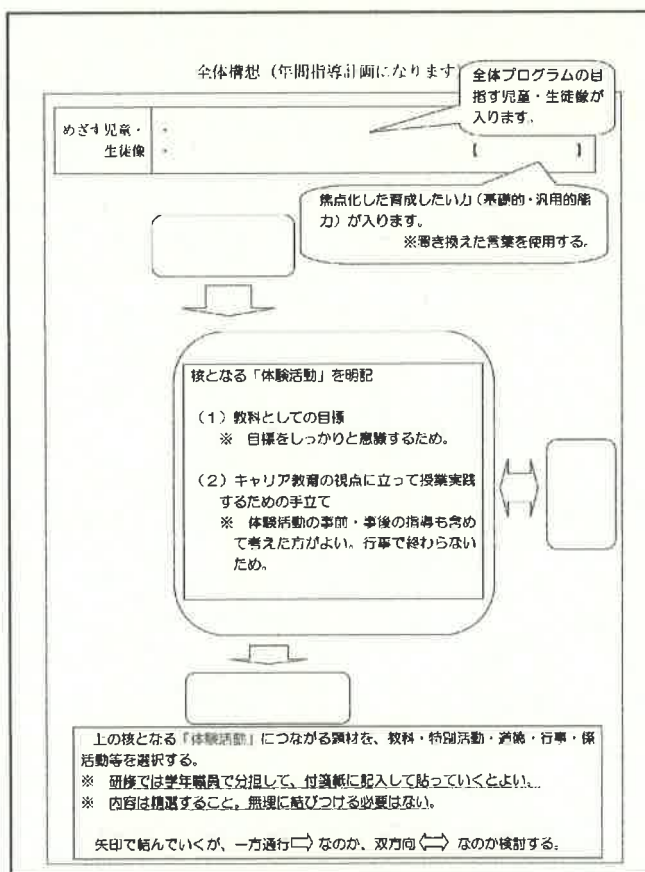 全体構想(年間指導計画になります)
全体プログラムの目
指す児童・生徒像が
入ります。
めざす児童・
生徒像
・
・
【 】
焦点化した育成したい力(基礎的・汎用的能
力)が入ります。
※置き換えた言葉を使用する。
核となる「体験活動」を明記
(1)教科としての目標
※ 目標をしっかりと意識するため。
(2)キャリア教育の視点に立って授業実践
するための手立て
※ 体験活動の事前・事後の指導も含め
て考えた方がよい。行事で終わらない
ため。
上の核となる「体験活動」につながる題材を、教科・特別活動・道徳・行事・係
活動等を選択する。
※ 研修では学年職員で分担して、付箋紙に記入して貼っていくとよい。
※ 内容は精選すること。無理に結びつける必要はない。
矢印で結んでいくが、一方通行⇨なのか、双方向⇔なのか検討する。